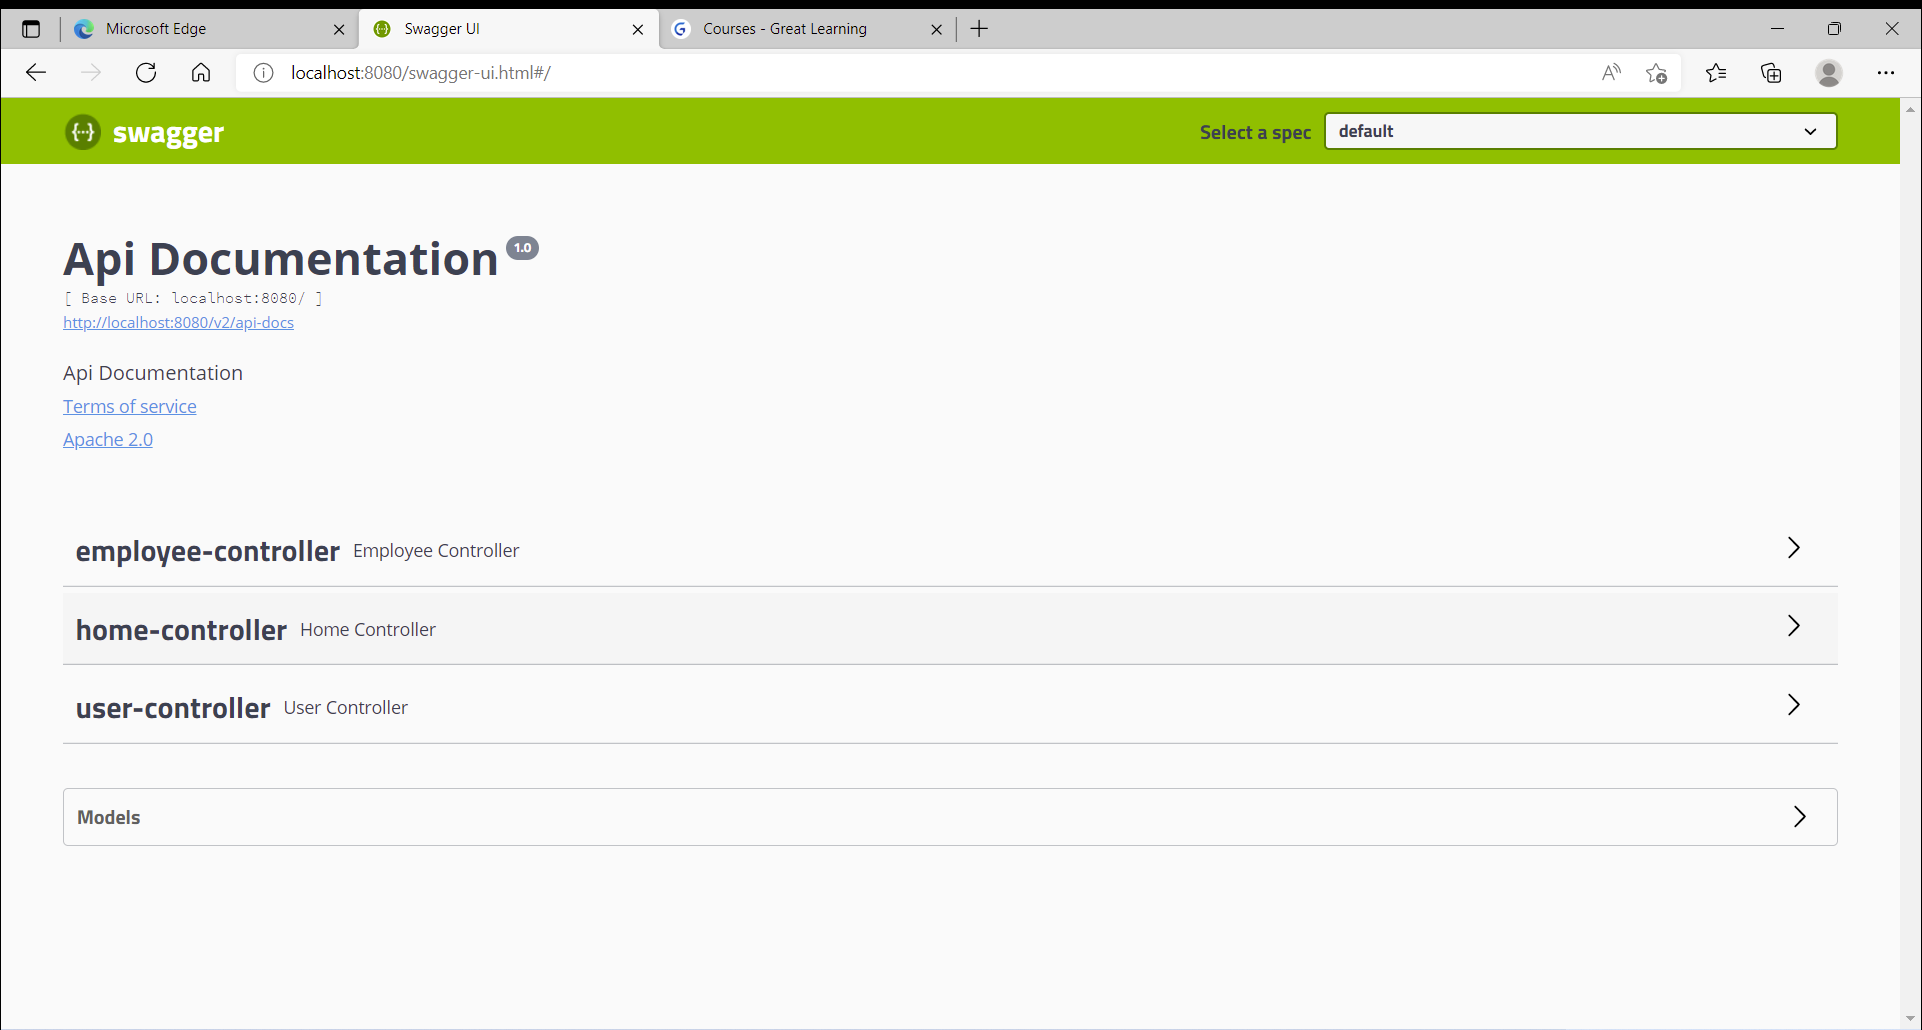 Microsoft Edge
Swagger UI
Courses - Great Learning
localhost:8080/swagger-ui.html#/
swagger
Select a spec
default
Api Documentation 1.0
[ Base URL: localhost:8080/ ]
http://localhost:8080/v2/api-docs
Api Documentation
Terms of service
Apache 2.0
employee-controller Employee Controller
home-controller Home Controller
user-controller User Controller
Models